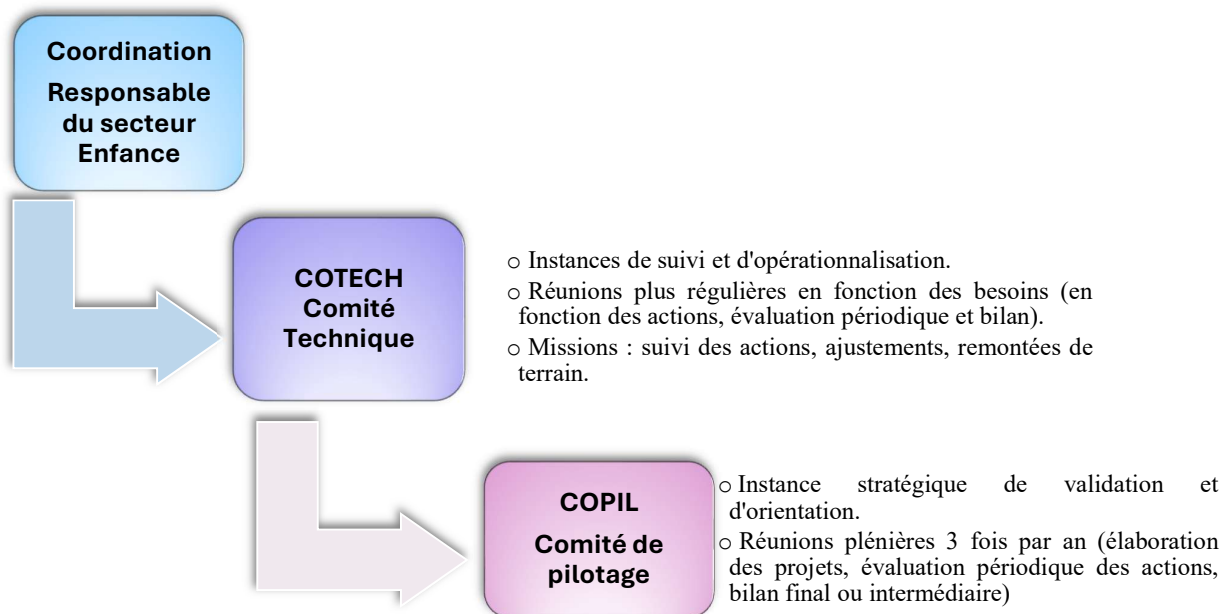 Coordination
Responsable
du secteur
Enfance
COTECH
Comité
Technique
o Instances de suivi et d'opérationnalisation.
o Réunions plus régulières en fonction des besoins (en
fonction des actions, évaluation périodique et bilan).
o Missions : suivi des actions, ajustements, remontées de
terrain.
COPIL
Comité de
pilotage
o Instance stratégique de validation et
d'orientation.
o Réunions plénières 3 fois par an (élaboration
des projets, évaluation périodique des actions,
bilan final ou intermédiaire)